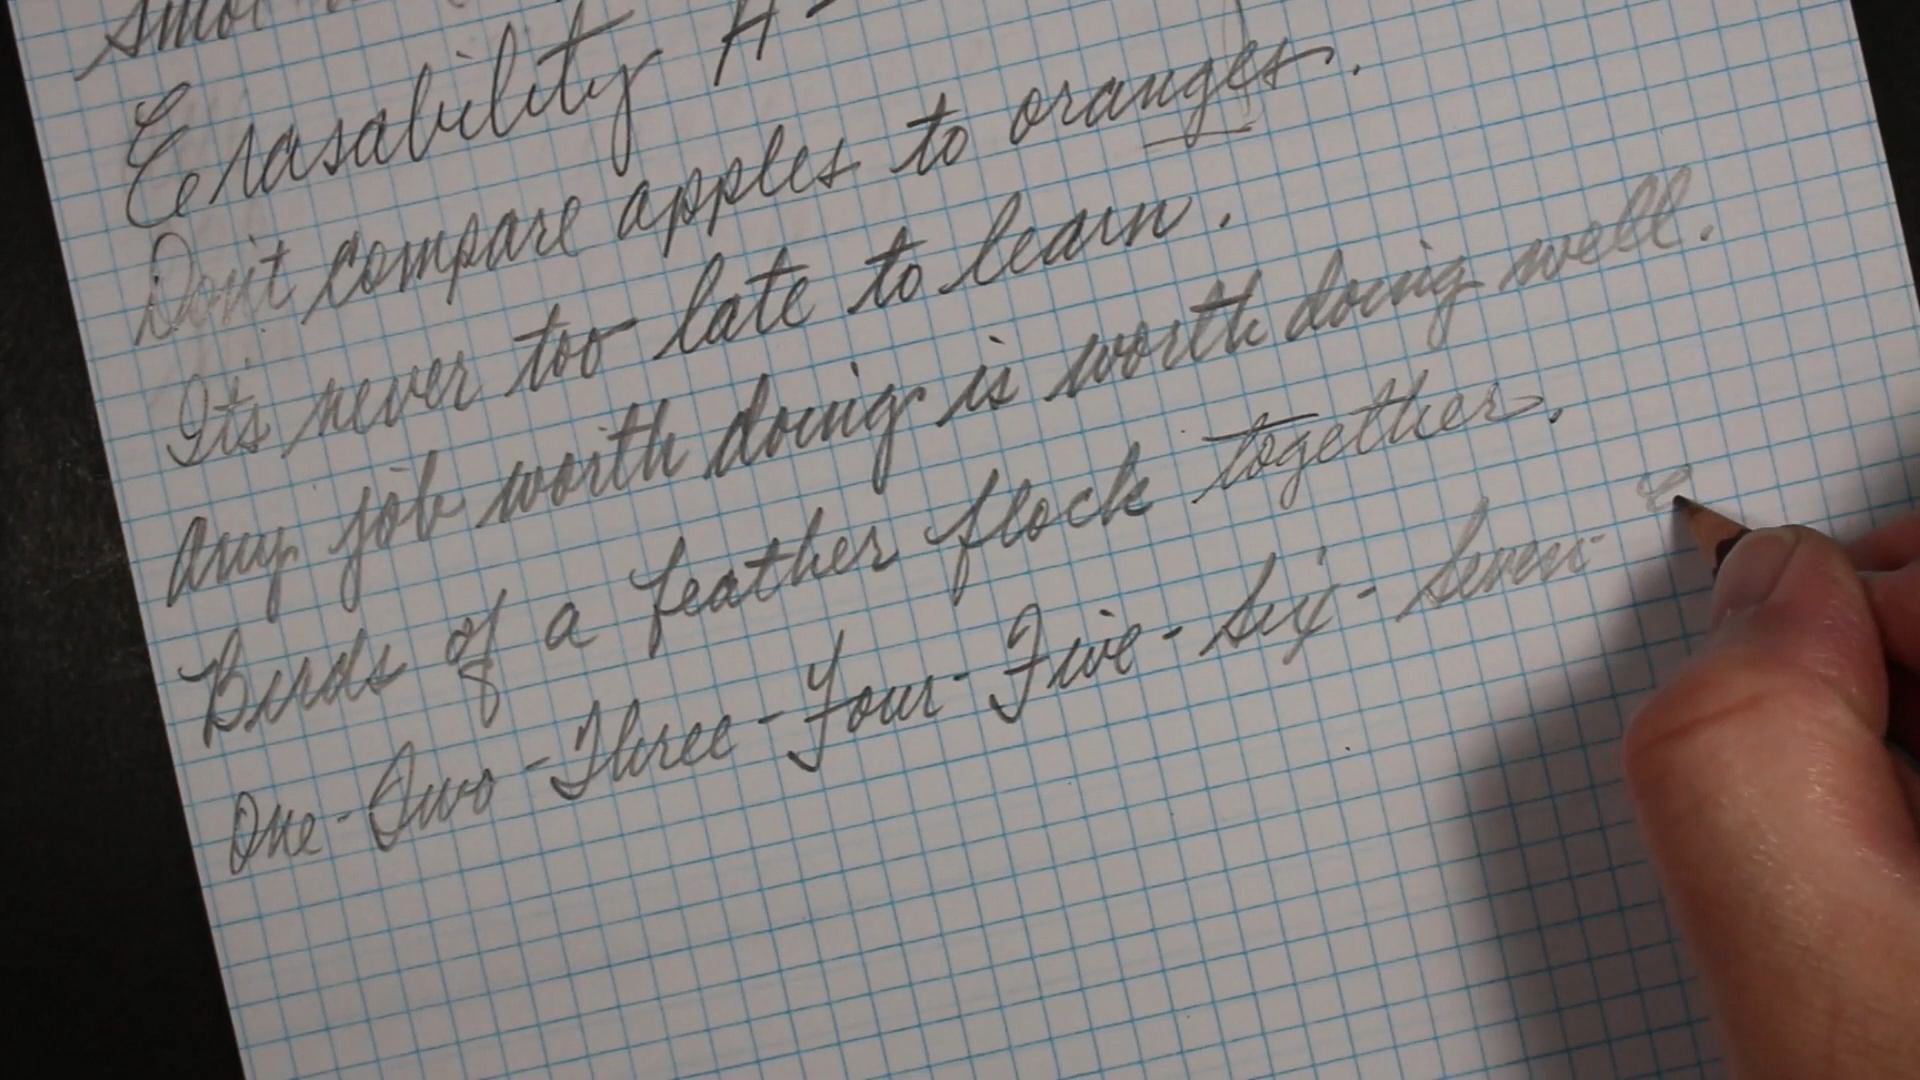 Erasability A-
Don't compare apples to oranges.
It's never too late to learn.
Any job worth doing is worth doing well.
Birds of a feather flock together.
One-Two-Three-Four-Five-Six-Seven-